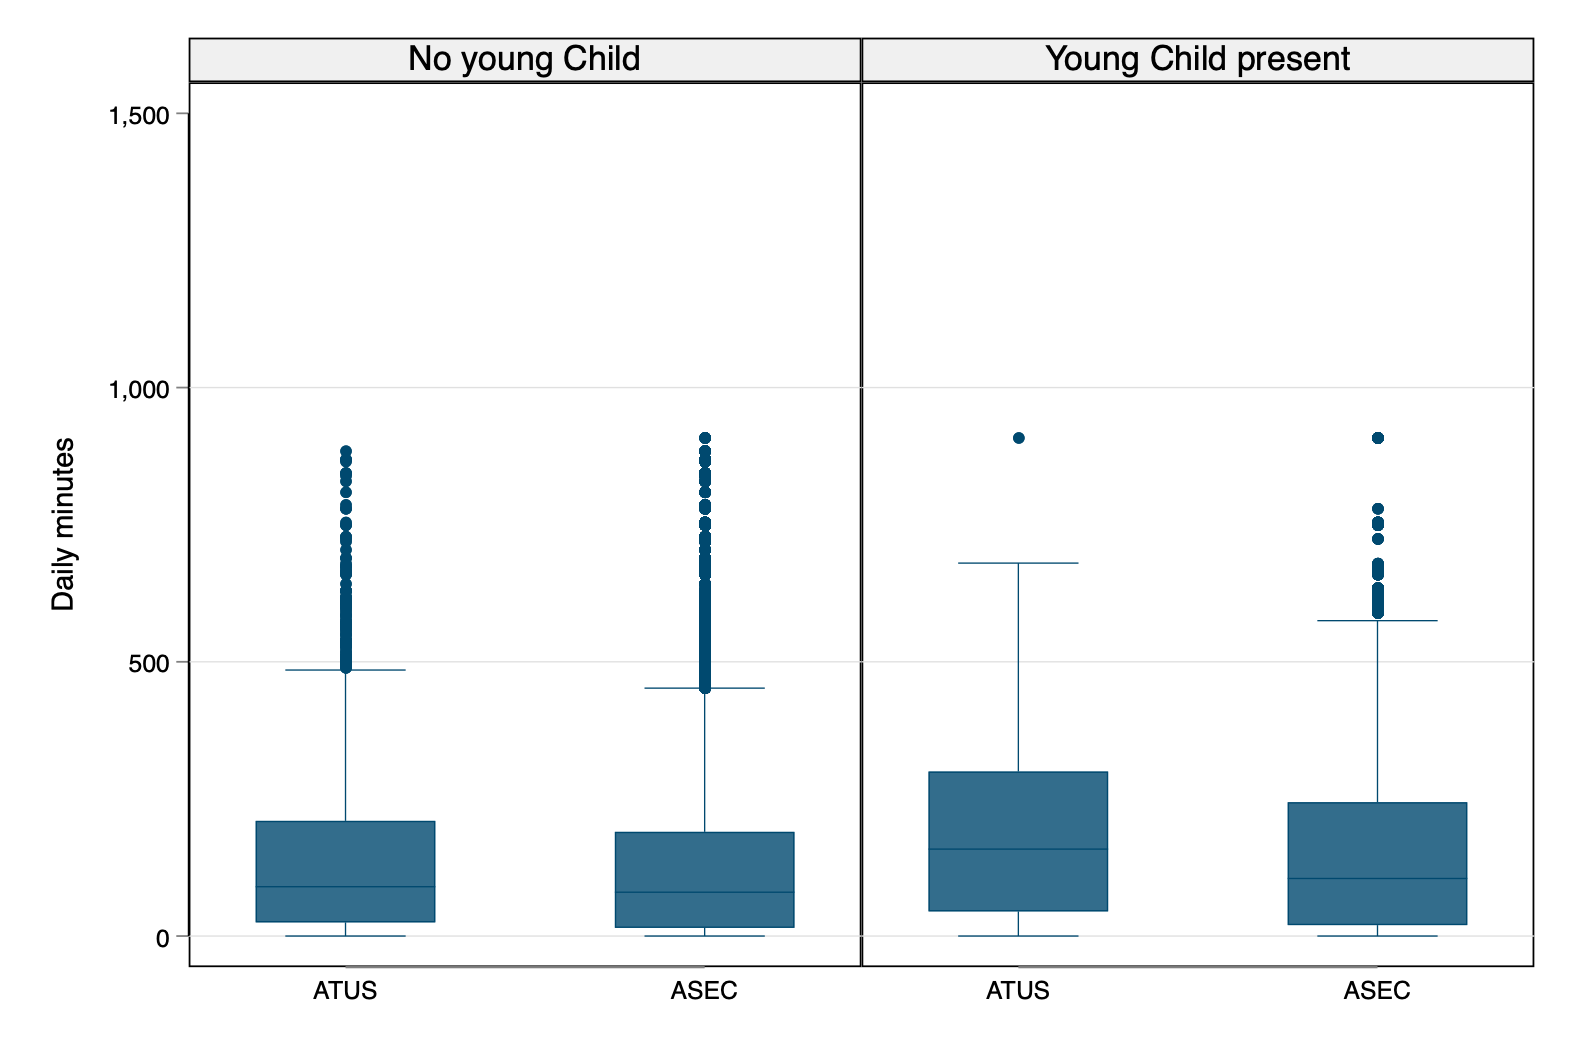 No young Child
Young Child present
1,500
1,000
500
0
Daily minutes
ATUS
ASEC
ATUS
ASEC